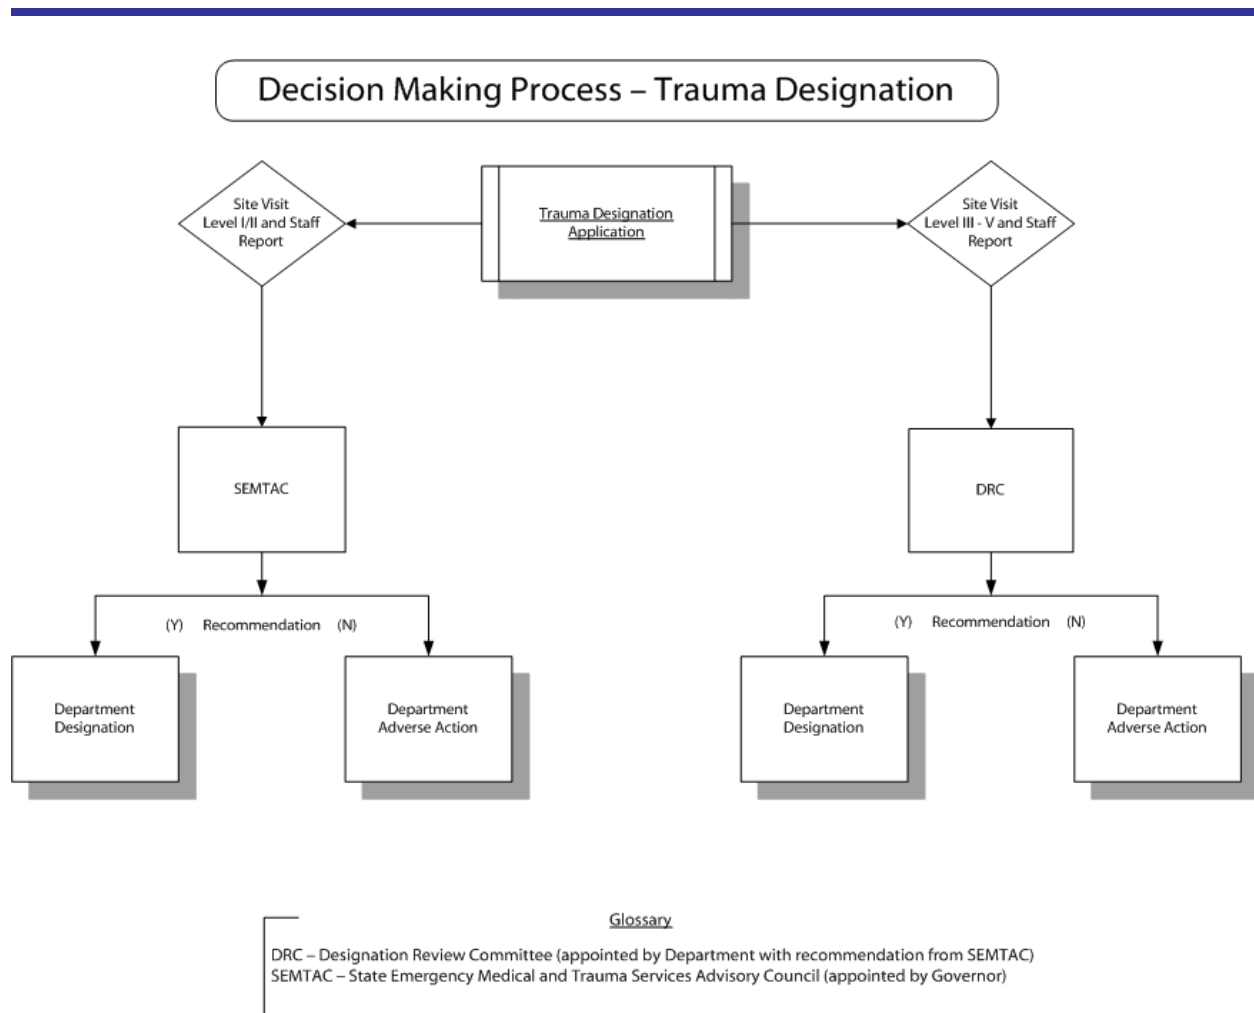 Decision Making Process – Trauma Designation
Site Visit
Level I/II and Staff
Report
Trauma Designation
Application
Site Visit
Level III - V and Staff
Report
SEMTAC
DRC
(Y) Recommendation (N)
(Y) Recommendation (N)
Department
Designation
Department
Adverse Action
Department
Designation
Department
Adverse Action
Glossary
DRC – Designation Review Committee (appointed by Department with recommendation from SEMTAC)
SEMTAC – State Emergency Medical and Trauma Services Advisory Council (appointed by Governor)